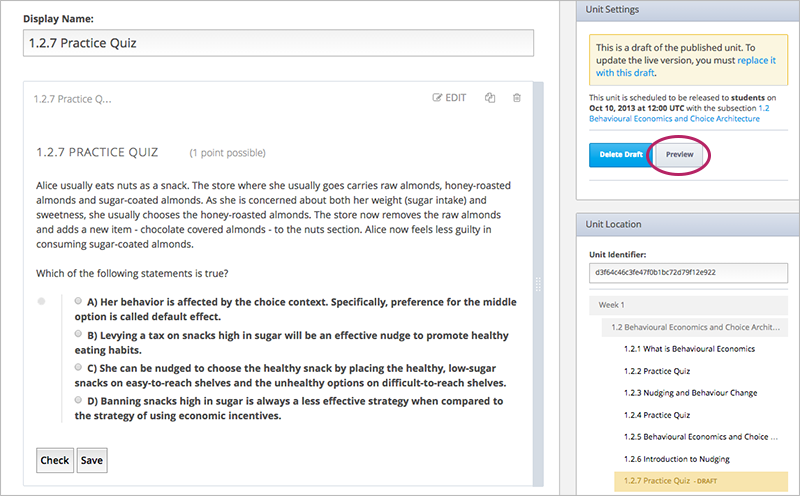 Display Name:
1.2.7 Practice Quiz
1.2.7 Practice Q...
EDIT
1.2.7 PRACTICE QUIZ (1 point possible)
Alice usually eats nuts as a snack. The store where she usually goes carries raw almonds, honey-roasted
almonds and sugar-coated almonds. As she is concerned about both her weight (sugar intake) and
sweetness, she usually chooses the honey-roasted almonds. The store now removes the raw almonds
and adds a new item - chocolate covered almonds - to the nuts section. Alice now feels less guilty in
consuming sugar-coated almonds.
Which of the following statements is true?
A) Her behavior is affected by the choice context. Specifically, preference for the middle
option is called default effect.
B) Levying a tax on snacks high in sugar will be an effective nudge to promote healthy
eating habits.
C) She can be nudged to choose the healthy snack by placing the healthy, low-sugar
snacks on easy-to-reach shelves and the unhealthy options on difficult-to-reach shelves.
D) Banning snacks high in sugar is always a less effective strategy when compared to
the strategy of using economic incentives.
Check Save
Unit Settings
This is a draft of the published unit. To
update the live version, you must replace it
with this draft.
This unit is scheduled to be released to students on
Oct 10, 2013 at 12:00 UTC with the subsection 1.2
Behavioural Economics and Choice Architecture
Delete Draft Preview
Unit Location
Unit Identifier:
d3f64c46c3fe47f0b1bc72d79f12e922
Week 1
1.2 Behavioural Economics and Choice Archit...
1.2.1 What is Behavioural Economics
1.2.2 Practice Quiz
1.2.3 Nudging and Behaviour Change
1.2.4 Practice Quiz
1.2.5 Behavioural Economics and Choice ...
1.2.6 Introduction to Nudging
1.2.7 Practice Quiz - DRAFT